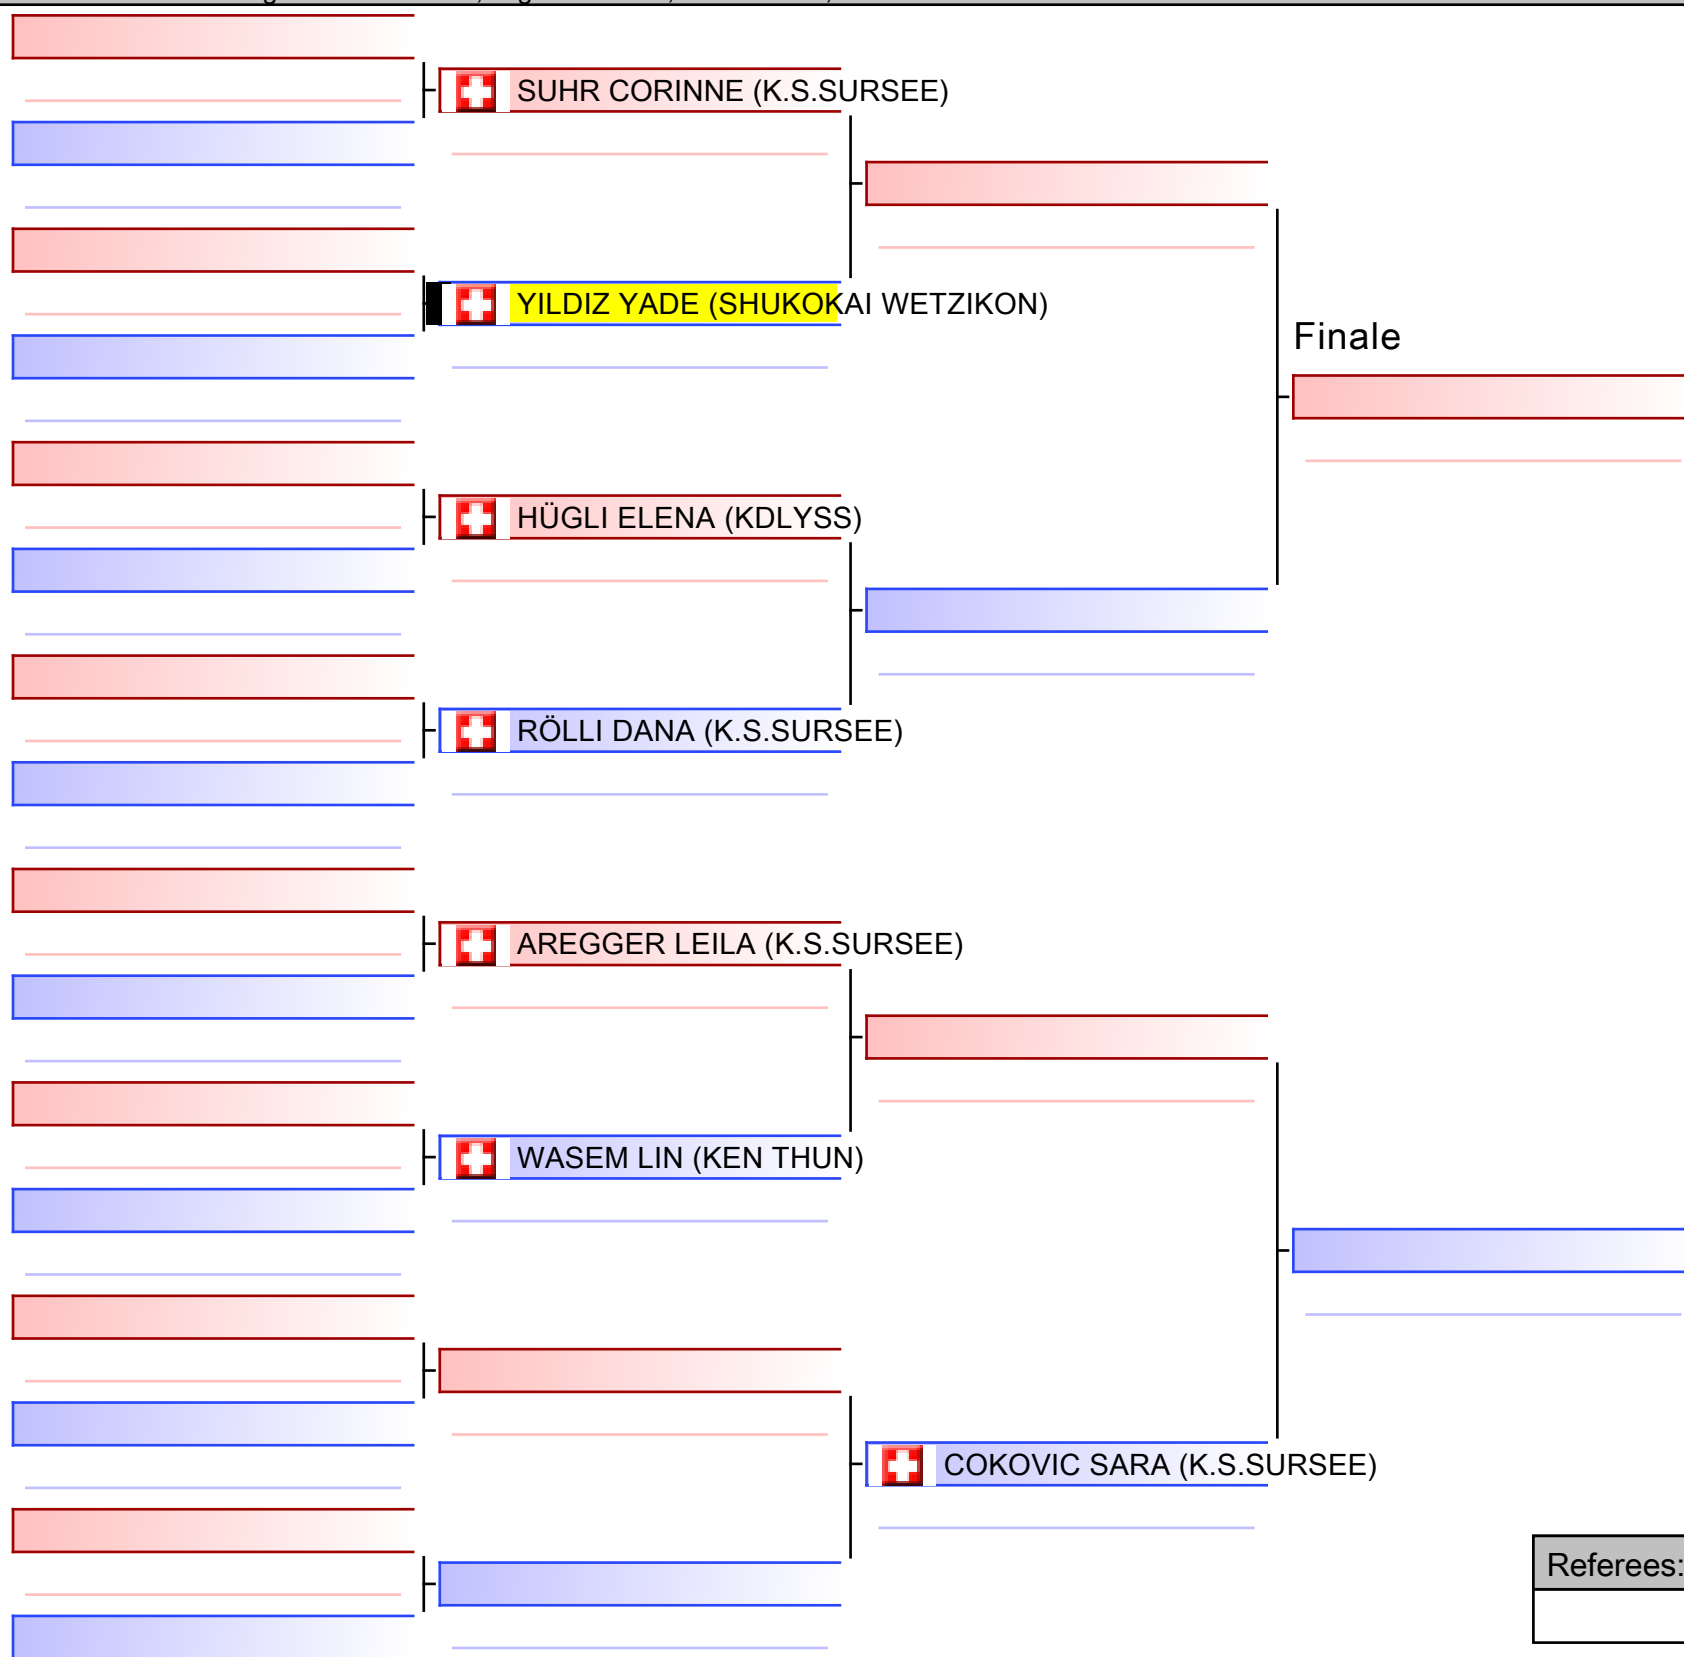 SUHR CORINNE (K.S.SURSEE)
YILDIZ YADE (SHUKOKAI WETZIKON)
Finale
HÜGLI ELENA (KDLYSS)
RÖLLI DANA (K.S.SURSEE)
AREGGER LEILA (K.S.SURSEE)
WASEM LIN (KEN THUN)
COKOVIC SARA (K.S.SURSEE)
Referees: